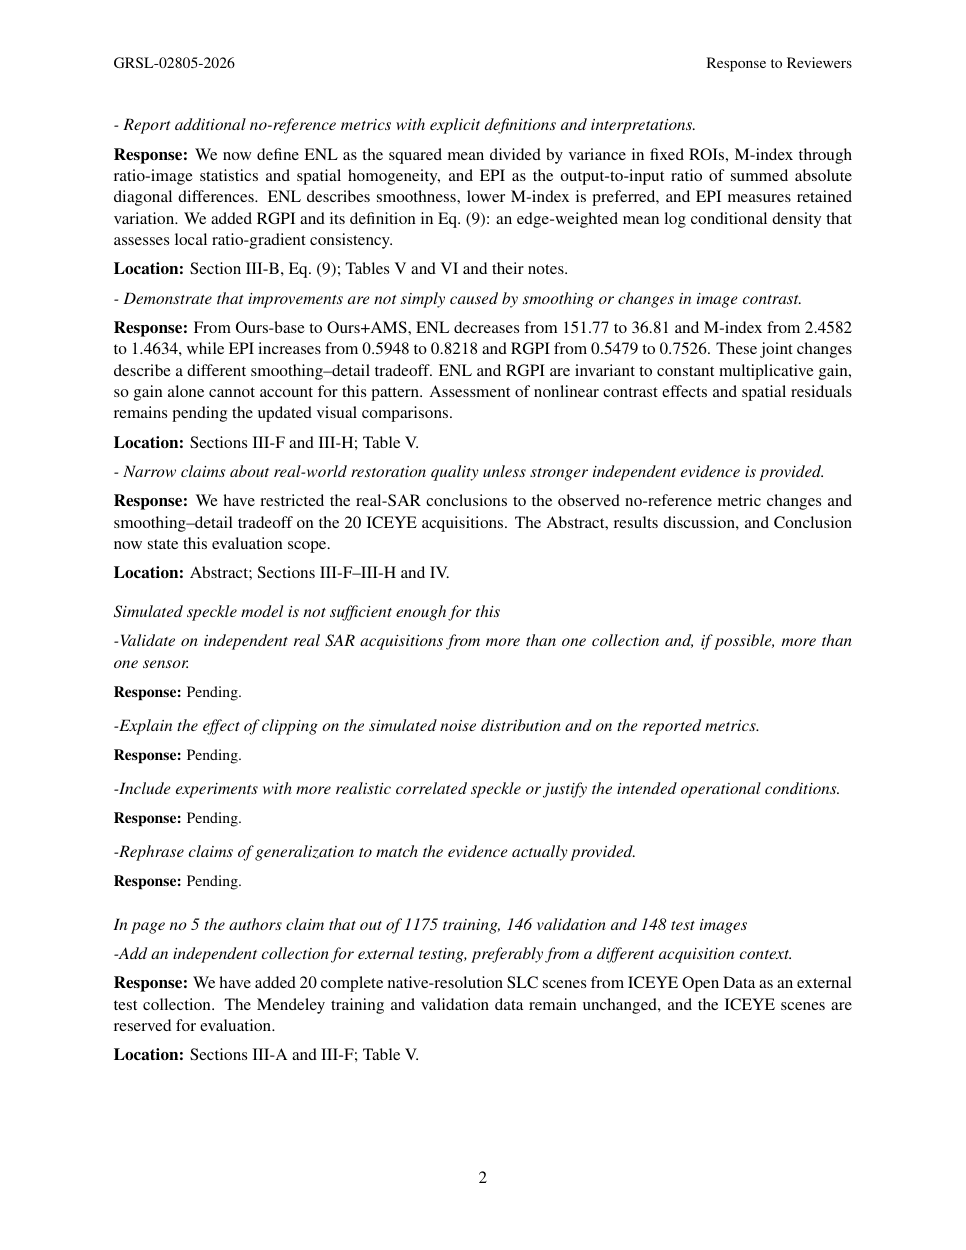 GRSL-02805-2026 Response to Reviewers
- Report additional no-reference metrics with explicit definitions and interpretations.
Response: We now define ENL as the squared mean divided by variance in fixed ROIs, M-index through
ratio-image statistics and spatial homogeneity, and EPI as the output-to-input ratio of summed absolute
diagonal differences. ENL describes smoothness, lower M-index is preferred, and EPI measures retained
variation. We added RGPI and its definition in Eq. (9): an edge-weighted mean log conditional density that
assesses local ratio-gradient consistency.
Location: Section III-B, Eq. (9); Tables V and VI and their notes.
- Demonstrate that improvements are not simply caused by smoothing or changes in image contrast.
Response: From Ours-base to Ours+AMS, ENL decreases from 151.77 to 36.81 and M-index from 2.4582
to 1.4634, while EPI increases from 0.5948 to 0.8218 and RGPI from 0.5479 to 0.7526. These joint changes
describe a different smoothing–detail tradeoff. ENL and RGPI are invariant to constant multiplicative gain,
so gain alone cannot account for this pattern. Assessment of nonlinear contrast effects and spatial residuals
remains pending the updated visual comparisons.
Location: Sections III-F and III-H; Table V.
- Narrow claims about real-world restoration quality unless stronger independent evidence is provided.
Response: We have restricted the real-SAR conclusions to the observed no-reference metric changes and
smoothing–detail tradeoff on the 20 ICEYE acquisitions. The Abstract, results discussion, and Conclusion
now state this evaluation scope.
Location: Abstract; Sections III-F–III-H and IV.
Simulated speckle model is not sufficient enough for this
-Validate on independent real SAR acquisitions from more than one collection and, if possible, more than
one sensor.
Response: Pending.
-Explain the effect of clipping on the simulated noise distribution and on the reported metrics.
Response: Pending.
-Include experiments with more realistic correlated speckle or justify the intended operational conditions.
Response: Pending.
-Rephrase claims of generalization to match the evidence actually provided.
Response: Pending.
In page no 5 the authors claim that out of 1175 training, 146 validation and 148 test images
-Add an independent collection for external testing, preferably from a different acquisition context.
Response: We have added 20 complete native-resolution SLC scenes from ICEYE Open Data as an external
test collection. The Mendeley training and validation data remain unchanged, and the ICEYE scenes are
reserved for evaluation.
Location: Sections III-A and III-F; Table V.
2